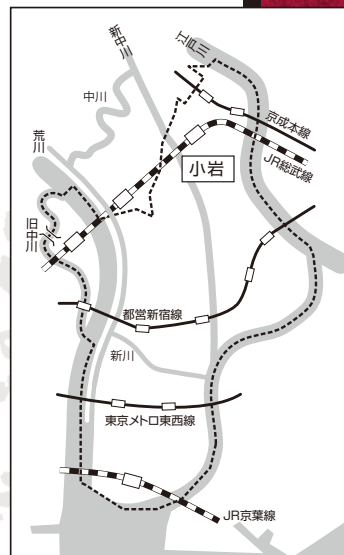 新中川
江戸川
中川
京成本線
荒川
JR総武線
小岩
旧中川
都営新宿線
新川
東京メトロ東西線
JR京葉線